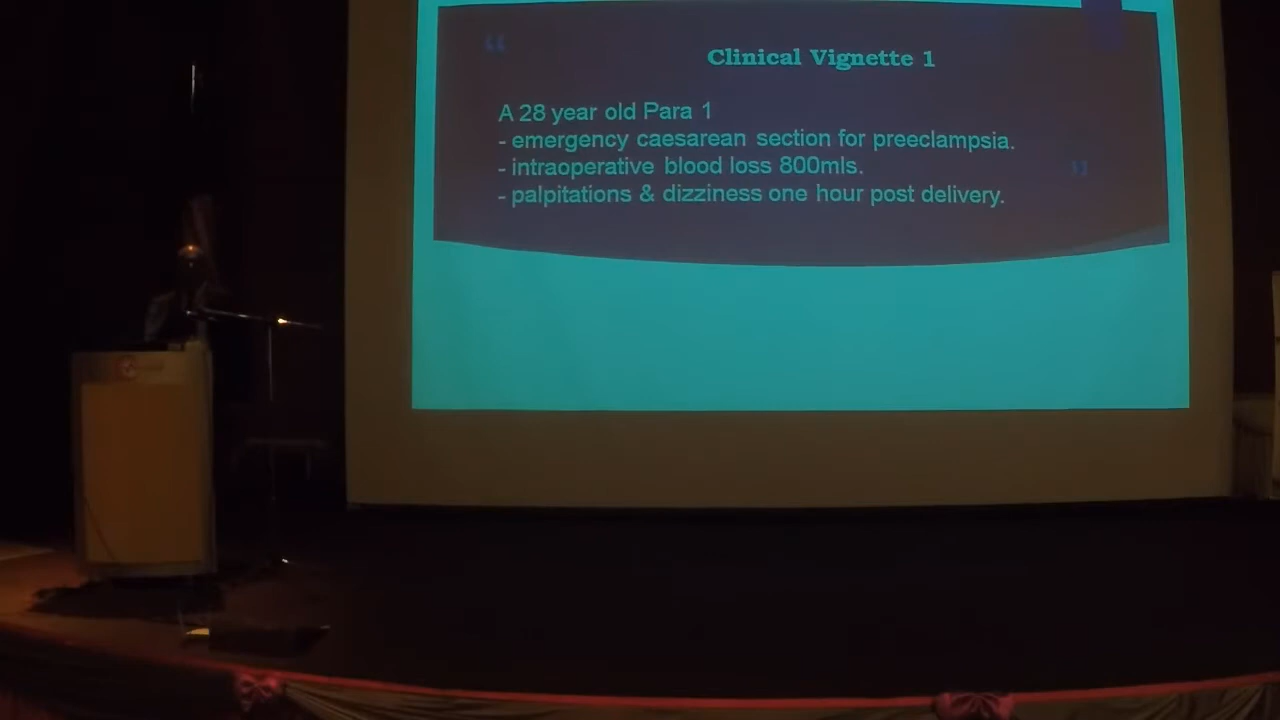 Clinical Vignette 1
A 28 year old Para 1
- emergency caesarean section for preeclampsia.
- intraoperative blood loss 800mls.
- palpitations & dizziness one hour post delivery.